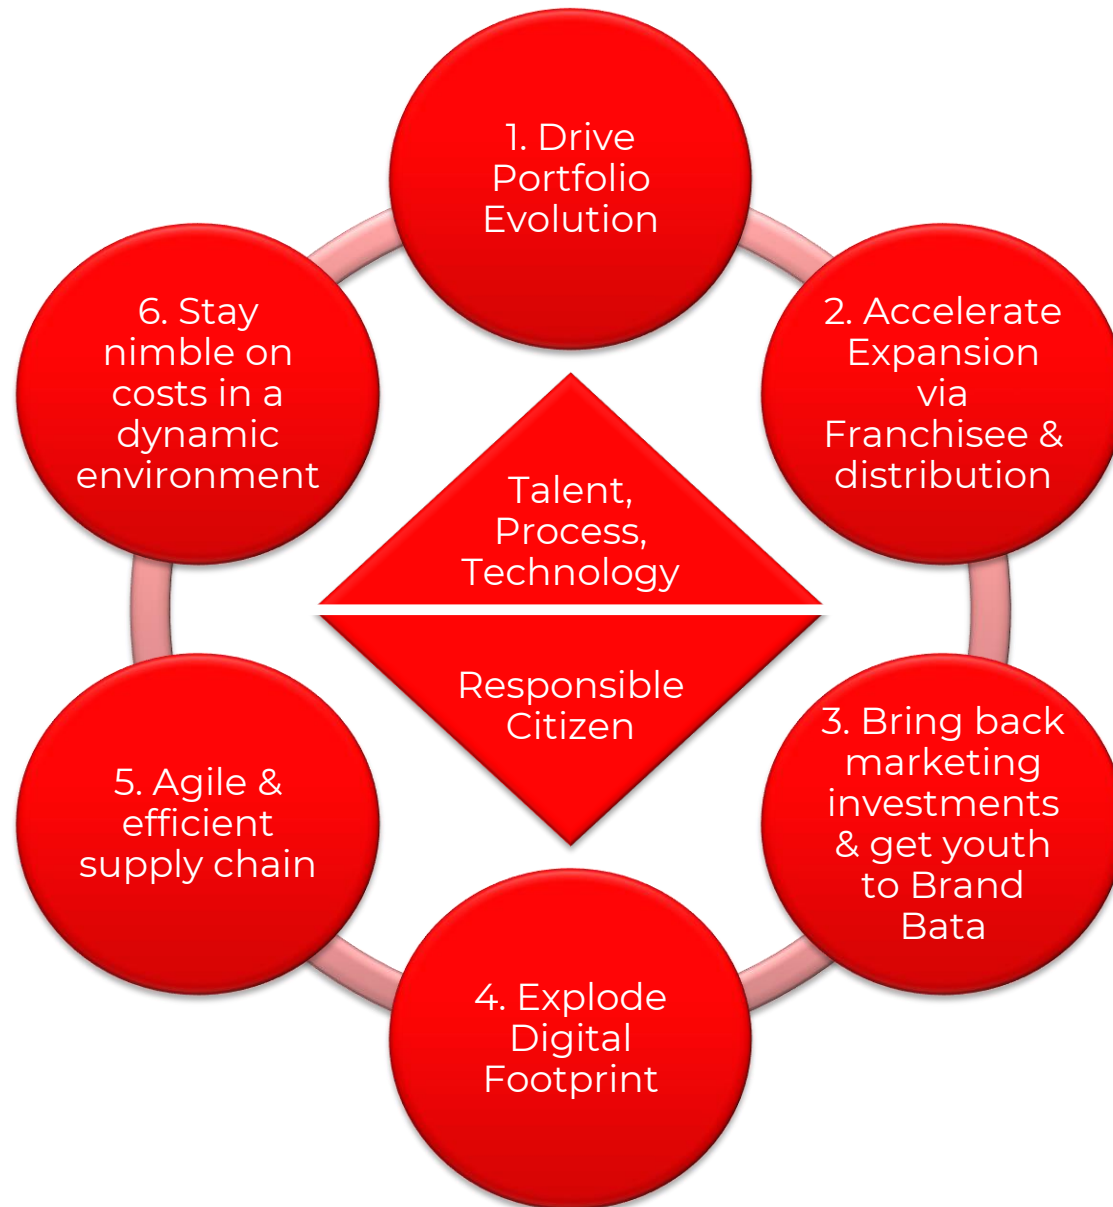 1. Drive
Portfolio
Evolution
2. Accelerate
Expansion
via
Franchisee &
distribution
3. Bring back
marketing
investments
& get youth
to Brand
Bata
4. Explode
Digital
Footprint
5. Agile &
efficient
supply chain
6. Stay
nimble on
costs in a
dynamic
environment
Talent,
Process,
Technology
Responsible
Citizen